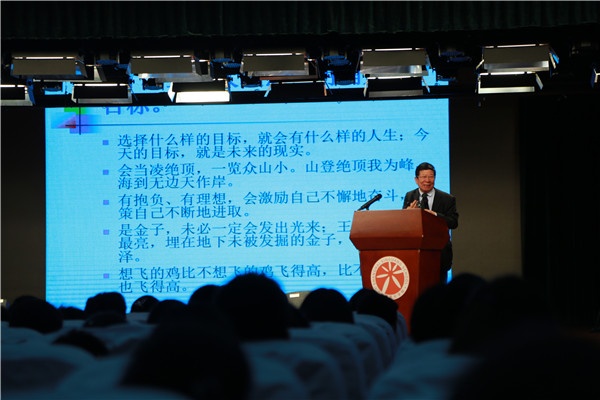 目标。
选择什么样的目标，就会有什么样的人生；今
天的目标，就是未来的现实。
会当凌绝顶，一览众山小。山登绝顶我为峰，
海到无边天作岸。
有抱负、有理想，会激励自己不懈地奋斗，
策自己不断地进取。
是金子，未必一定会发出光来；王
最亮，埋在地下未被发掘的金子，
泽。
想飞的鸡比不想飞的鸡飞得高，比不
也飞得高。